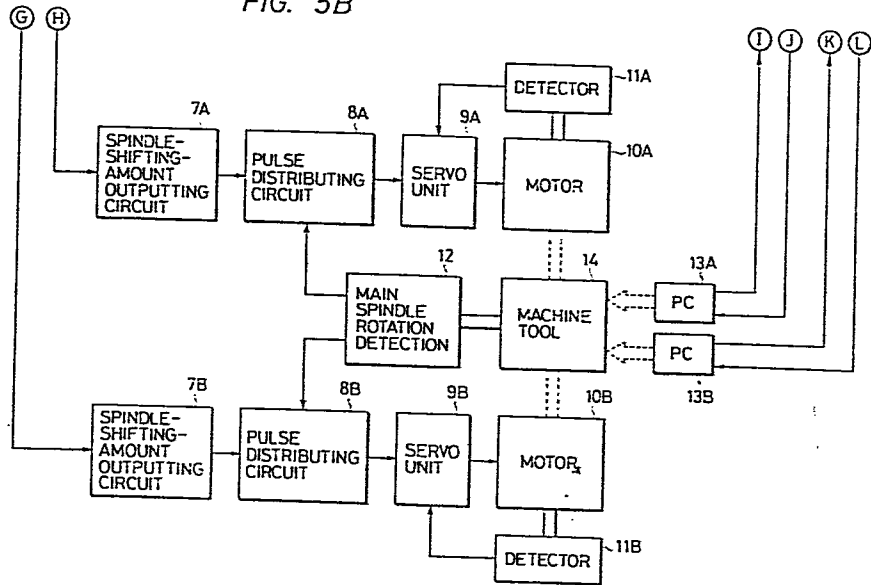 FIG. 5B
G H
I J K L
DETECTOR
11A
7A
SPINDLE-
SHIFTING-
AMOUNT
OUTPUTTING
CIRCUIT
8A
PULSE
DISTRIBUTING
CIRCUIT
9A
SERVO
UNIT
10A
MOTOR
12
MAIN
SPINDLE
ROTATION
DETECTION
14
MACHINE
TOOL
13A
PC
PC
13B
7B
SPINDLE-
SHIFTING-
AMOUNT
OUTPUTTING
CIRCUIT
8B
PULSE
DISTRIBUTING
CIRCUIT
9B
SERVO
UNIT
10B
MOTOR
DETECTOR
11B